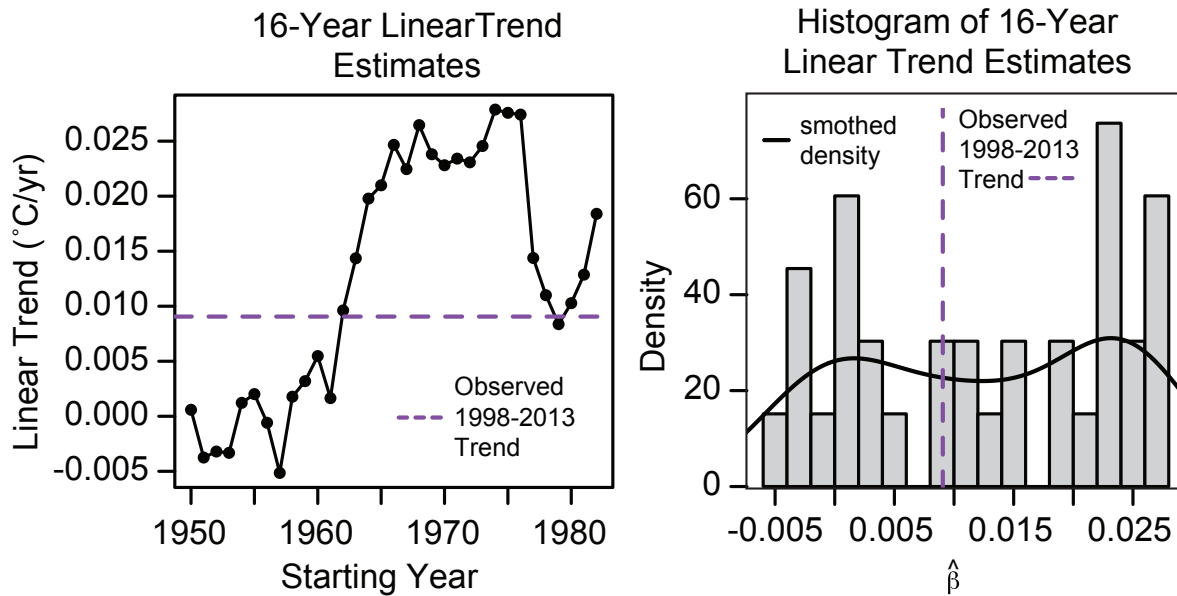 16-Year LinearTrend
Estimates
Linear Trend (˚C/yr)
0.025
0.020
0.015
0.010
0.005
0.000
-0.005
Observed
1998-2013
Trend
1950
1960
1970
1980
Starting Year
Histogram of 16-Year
Linear Trend Estimates
smothed
density
Observed
1998-2013
Trend
Density
60
40
20
0
-0.005
0.005
0.015
0.025
β̂